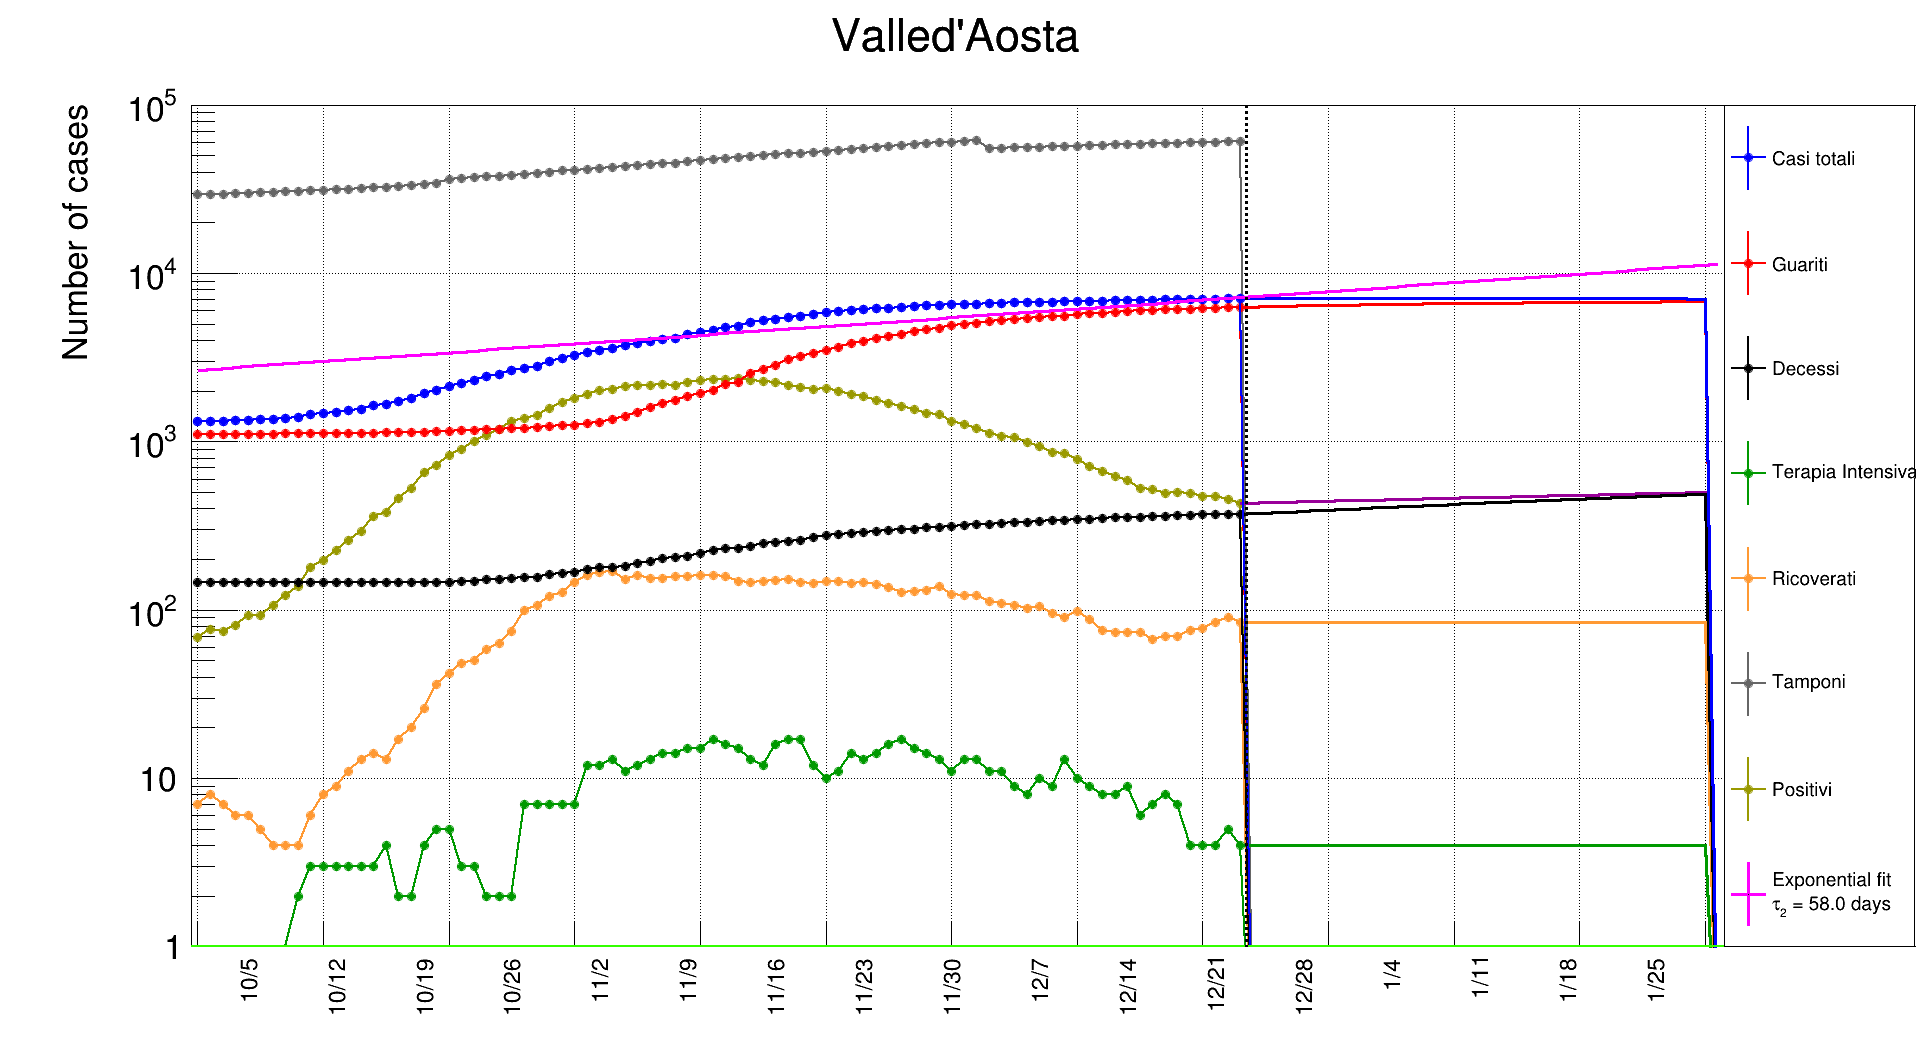 Valled'Aosta
Number of cases
10^5
10^4
10^3
10^2
10
1
10/5
10/12
10/19
10/26
11/2
11/9
11/16
11/23
11/30
12/7
12/14
12/21
12/28
1/4
1/11
1/18
1/25
Casi totali
Guariti
Decessi
Terapia Intensiva
Ricoverati
Tamponi
Positivi
Exponential fit
τ₂ = 58.0 days